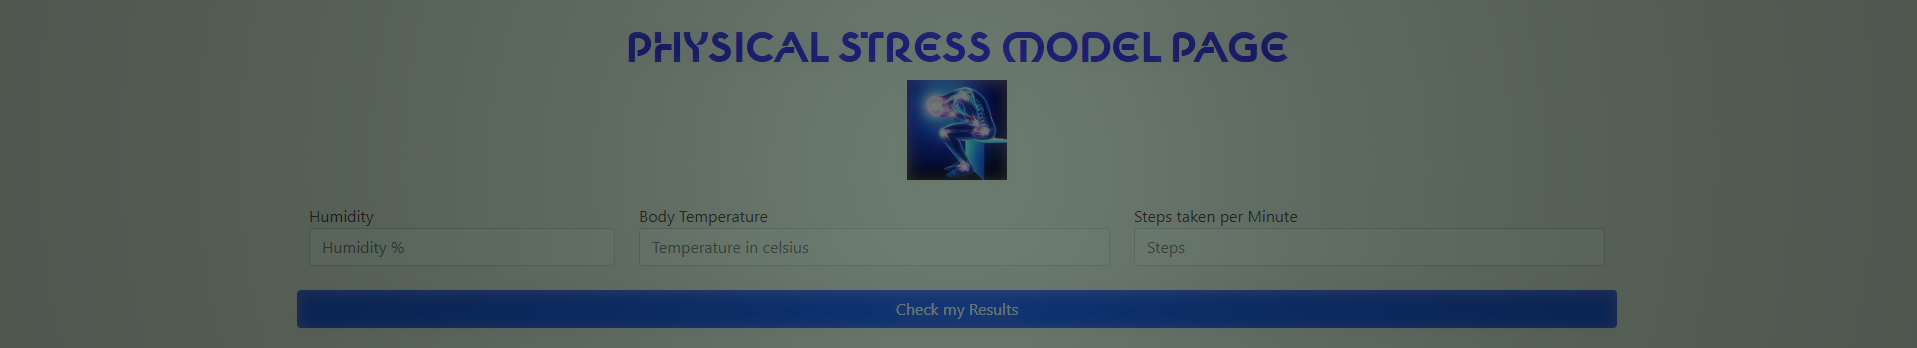 PHYSICAL STRESS MODEL PAGE
Humidity Body Temperature Steps taken per Minute
Humidity % Temperature in celsius Steps
Check my Results